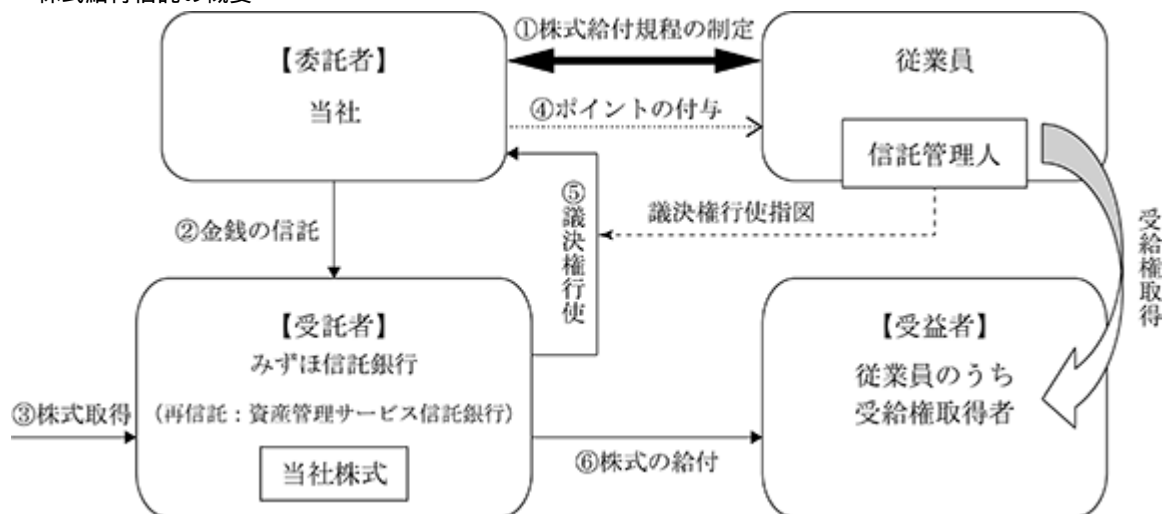 株式給付信託の概要
①株式給付規程の制定
【委託者】
当社
従業員
④ポイントの付与
信託管理人
②金銭の信託
⑤議決権行使
議決権行使指図
受給権取得
【受託者】
みずほ信託銀行
(再信託:資産管理サービス信託銀行)
当社株式
③株式取得
⑥株式の給付
【受益者】
従業員のうち
受給権取得者